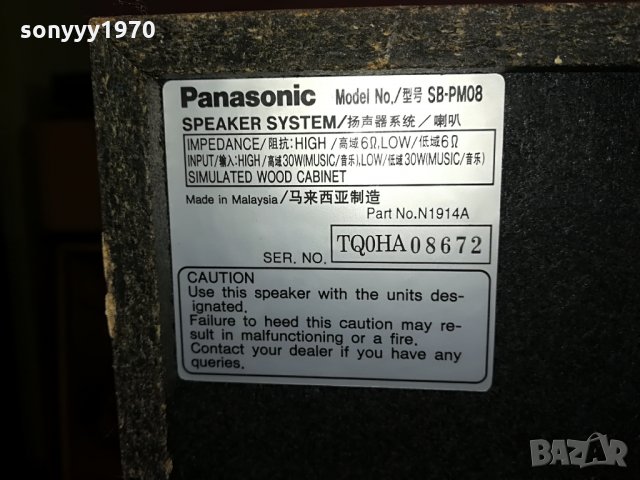 sonyyy1970
Panasonic Model No./型号 SB-PM08
SPEAKER SYSTEM/扬声器系统/喇叭
IMPEDANCE/阻抗:HIGH/高域6Ω,LOW/低域6Ω
INPUT/输入:HIGH/高域30W(MUSIC/音乐),LOW/低域30W(MUSIC/音乐)
SIMULATED WOOD CABINET
Made in Malaysia/马来西亚制造
Part No.N1914A
SER. NO. TQ0HA08672
CAUTION
Use this speaker with the units des-
ignated.
Failure to heed this caution may re-
sult in malfunctioning or a fire.
Contact your dealer if you have any
queries.
BAZAR